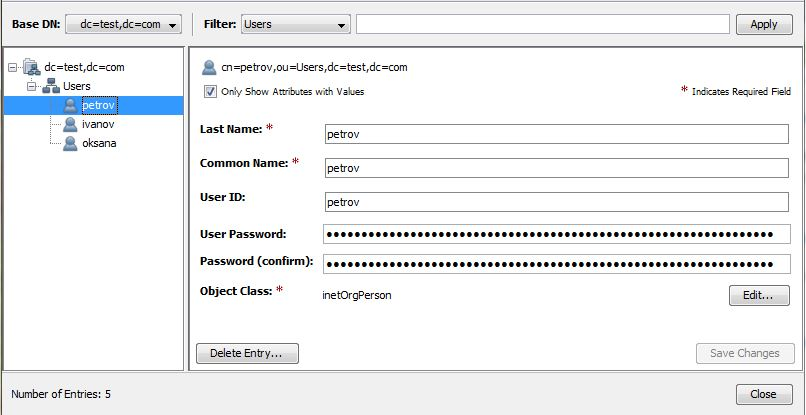 Base DN: dc=test,dc=com Filter: Users Apply
dc=test,dc=com
Users
petrov
ivanov
oksana
cn=petrov,ou=Users,dc=test,dc=com
Only Show Attributes with Values * Indicates Required Field
Last Name: * petrov
Common Name: * petrov
User ID: petrov
User Password: ••••••••••••••••••••••••••••••••••••••••••••••••••••••••••••••••
Password (confirm): ••••••••••••••••••••••••••••••••••••••••••••••••••••••••••••••••
Object Class: * inetOrgPerson Edit...
Delete Entry... Save Changes
Number of Entries: 5 Close